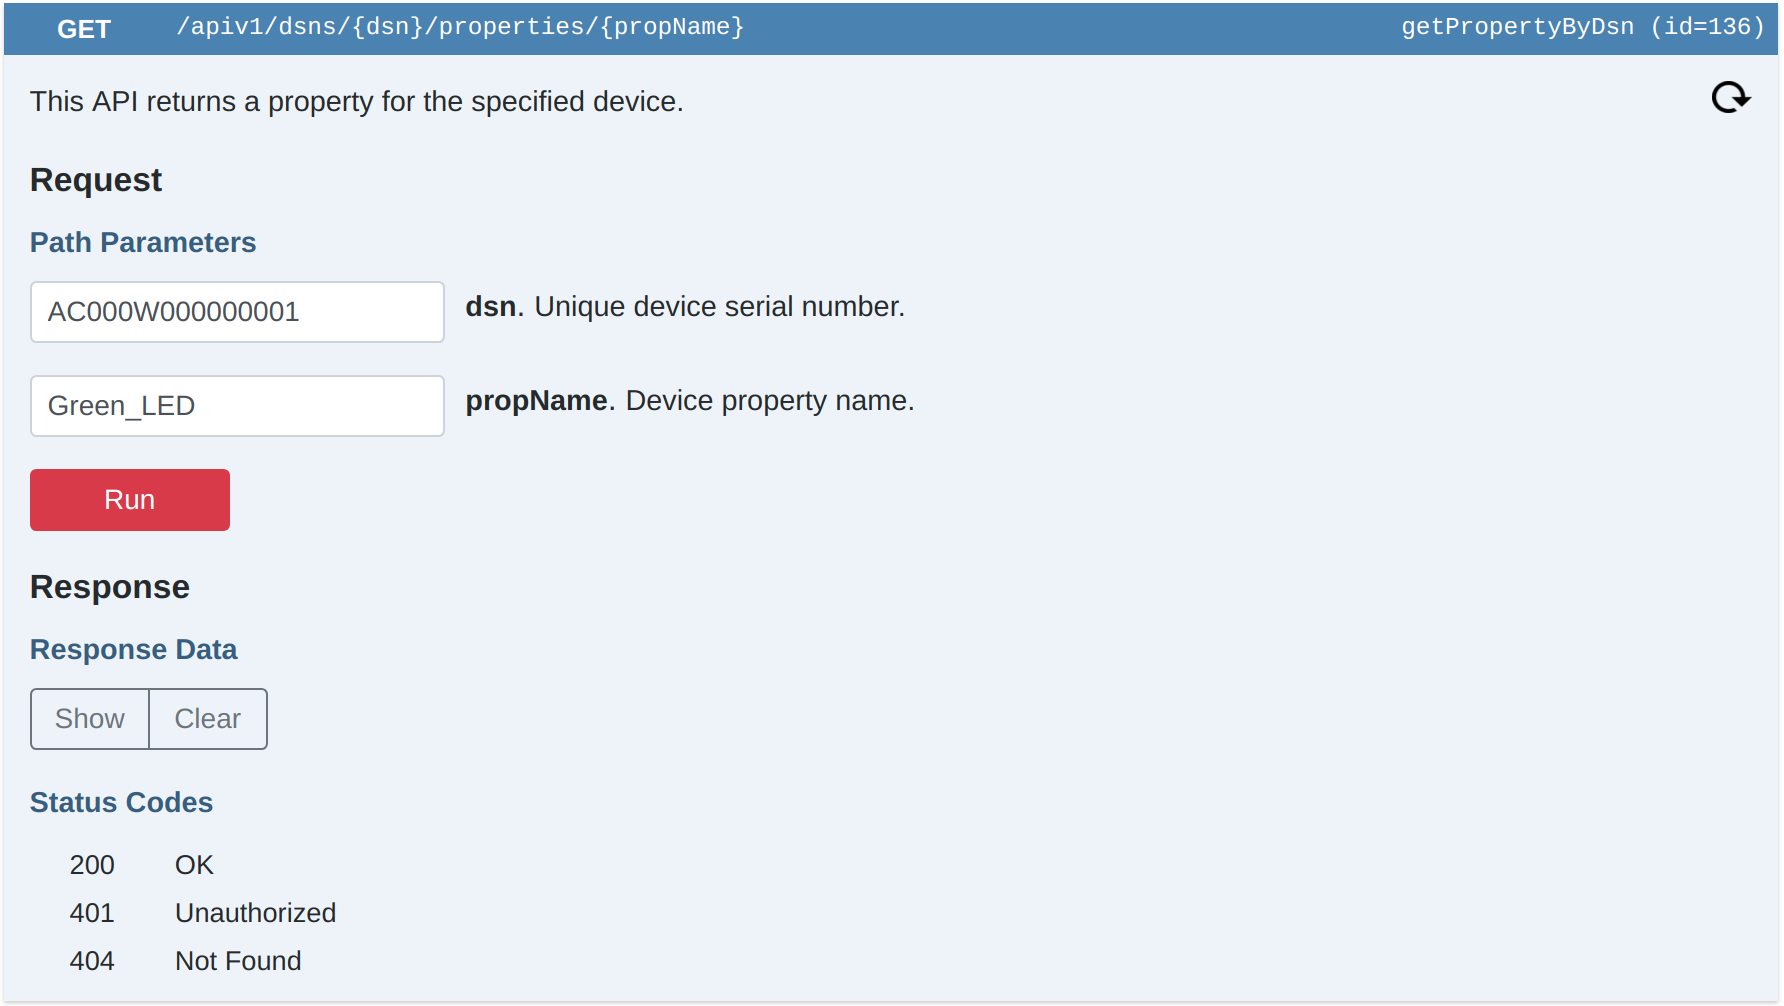 GET /apiv1/dsns/{dsn}/properties/{propName} getPropertyByDsn (id=136)
This API returns a property for the specified device.
Request
Path Parameters
AC000W000000001 dsn. Unique device serial number.
Green_LED propName. Device property name.
Run
Response
Response Data
Show Clear
Status Codes
200 OK
401 Unauthorized
404 Not Found